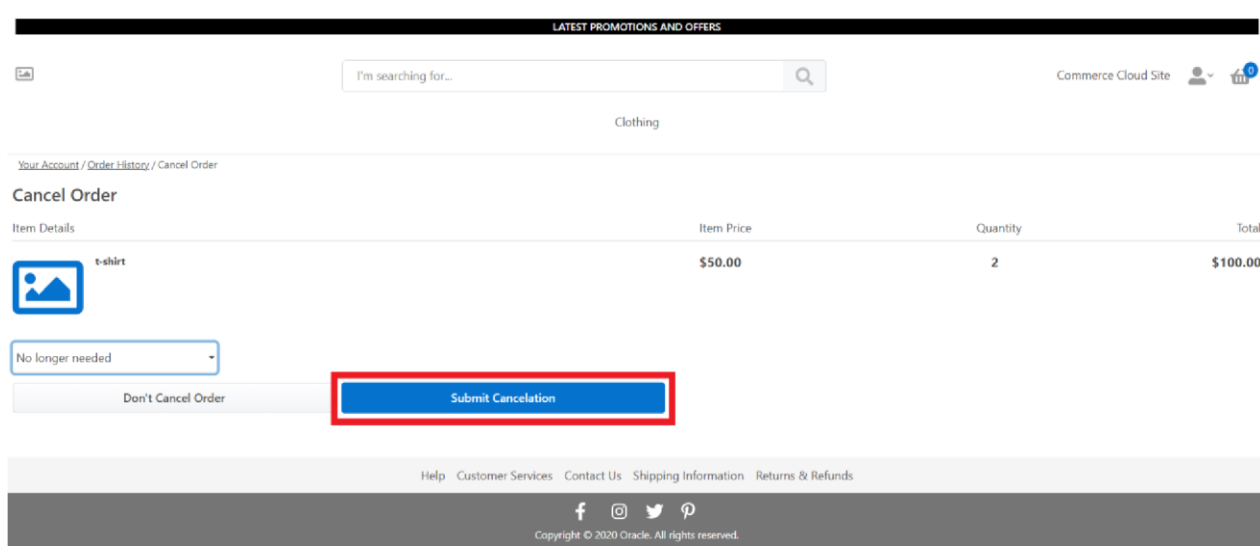 LATEST PROMOTIONS AND OFFERS
I'm searching for...
Commerce Cloud Site
0
Clothing
Your Account / Order History / Cancel Order
Cancel Order
Item Details Item Price Quantity Total
t-shirt $50.00 2 $100.00
No longer needed
Don't Cancel Order Submit Cancelation
Help Customer Services Contact Us Shipping Information Returns & Refunds
Copyright © 2020 Oracle. All rights reserved.